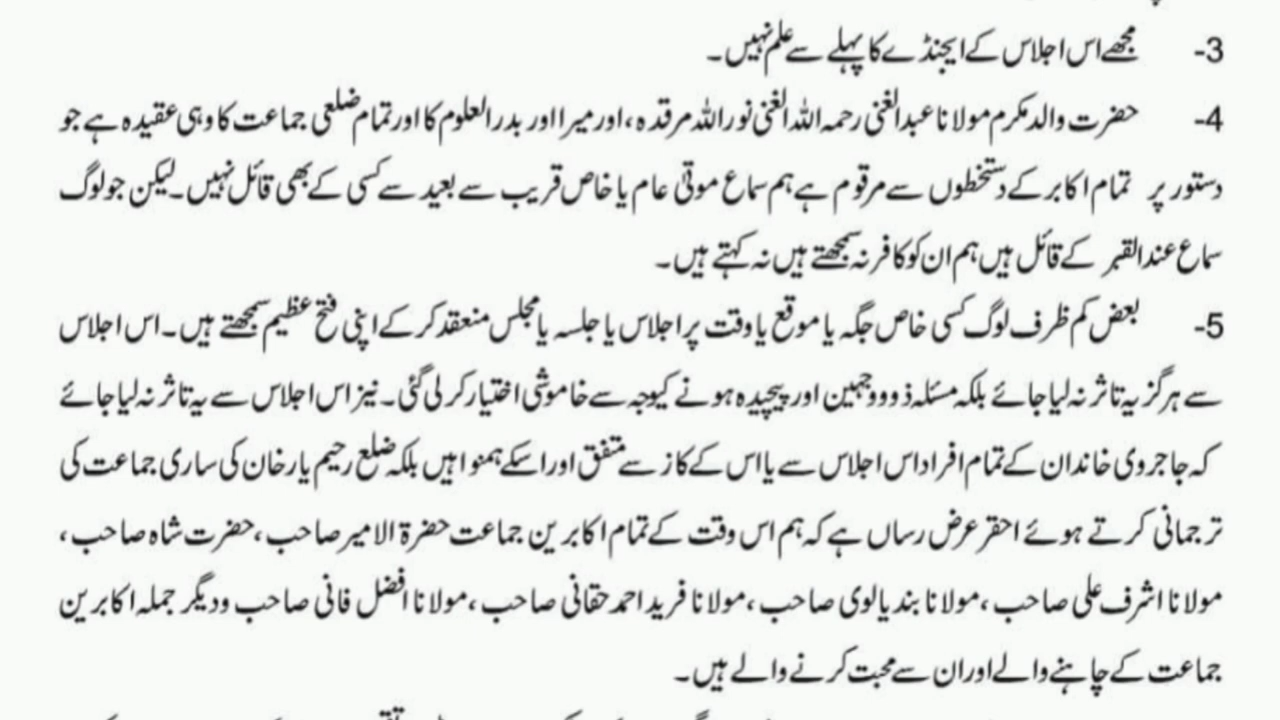 3- مجھے اس اجلاس کے ایجنڈے کا پہلے سے علم نہیں۔
4- حضرت والد مکرم مولانا عبدالغنی رحمہ اللہ الغنی نور اللہ مرقدہ، اور میرا اور بدر العلوم کا اور تمام ضلعی جماعت کا وہی عقیدہ ہے جو
دستور پر تمام اکابر کے دستخطوں سے مرقوم ہے ہم سماع موتیٰ عام یا خاص قریب سے بعید سے کسی کے بھی قائل نہیں۔ لیکن جو لوگ
سماع عند القبر کے قائل ہیں ہم ان کو کافر نہ سمجھتے ہیں نہ کہتے ہیں۔
5- بعض کم ظرف لوگ کسی خاص جگہ یا موقع یا وقت پر اجلاس یا جلسہ یا مجلس منعقد کر کے اپنی فتح عظیم سمجھتے ہیں۔ اس اجلاس
سے ہرگز یہ تاثر نہ لیا جائے بلکہ مسئلہ ذووجہین اور پیچیدہ ہونے کیوجہ سے خاموشی اختیار کر لی گئی۔ نیز اس اجلاس سے یہ تاثر نہ لیا جائے
کہ جاجروی خاندان کے تمام افراد اس اجلاس سے یا اس کے کاز سے متفق اور اسکے ہمنوا ہیں بلکہ ضلع رحیم یار خان کی ساری جماعت کی
ترجمانی کرتے ہوئے احقر عرض رساں ہے کہ ہم اس وقت کے تمام اکابرین جماعت حضرۃ الامیر صاحب، حضرت شاہ صاحب،
مولانا اشرف علی صاحب، مولانا بندیالوی صاحب، مولانا فرید احمد حقانی صاحب، مولانا افضل فانی صاحب ودیگر جملہ اکابرین
جماعت کے چاہنے والے اور ان سے محبت کرنے والے ہیں۔